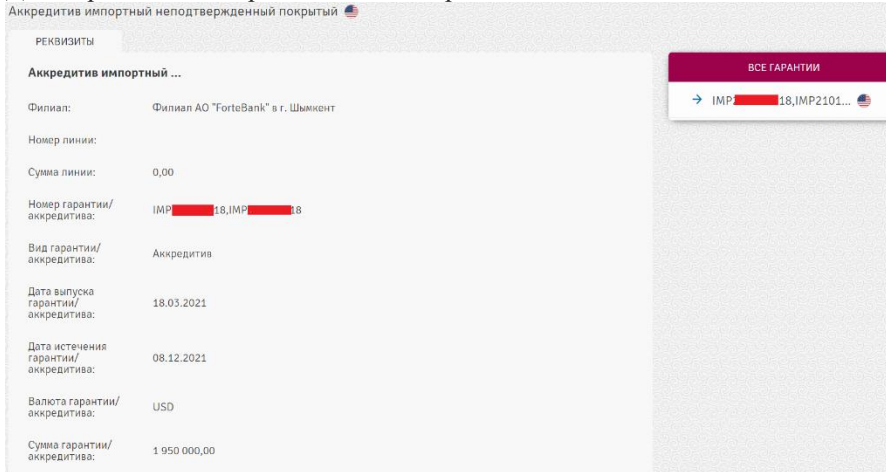 Аккредитив импортный неподтвержденный покрытый
РЕКВИЗИТЫ
Аккредитив импортный ...
Филиал: Филиал АО "ForteBank" в г. Шымкент
Номер линии:
Сумма линии: 0,00
Номер гарантии/
аккредитива: IMP 18,IMP 18
Вид гарантии/
аккредитива: Аккредитив
Дата выпуска
гарантии/
аккредитива: 18.03.2021
Дата истечения
гарантии/
аккредитива: 08.12.2021
Валюта гарантии/
аккредитива: USD
Сумма гарантии/
аккредитива: 1 950 000,00
ВСЕ ГАРАНТИИ
→ IMP 18,IMP2101...